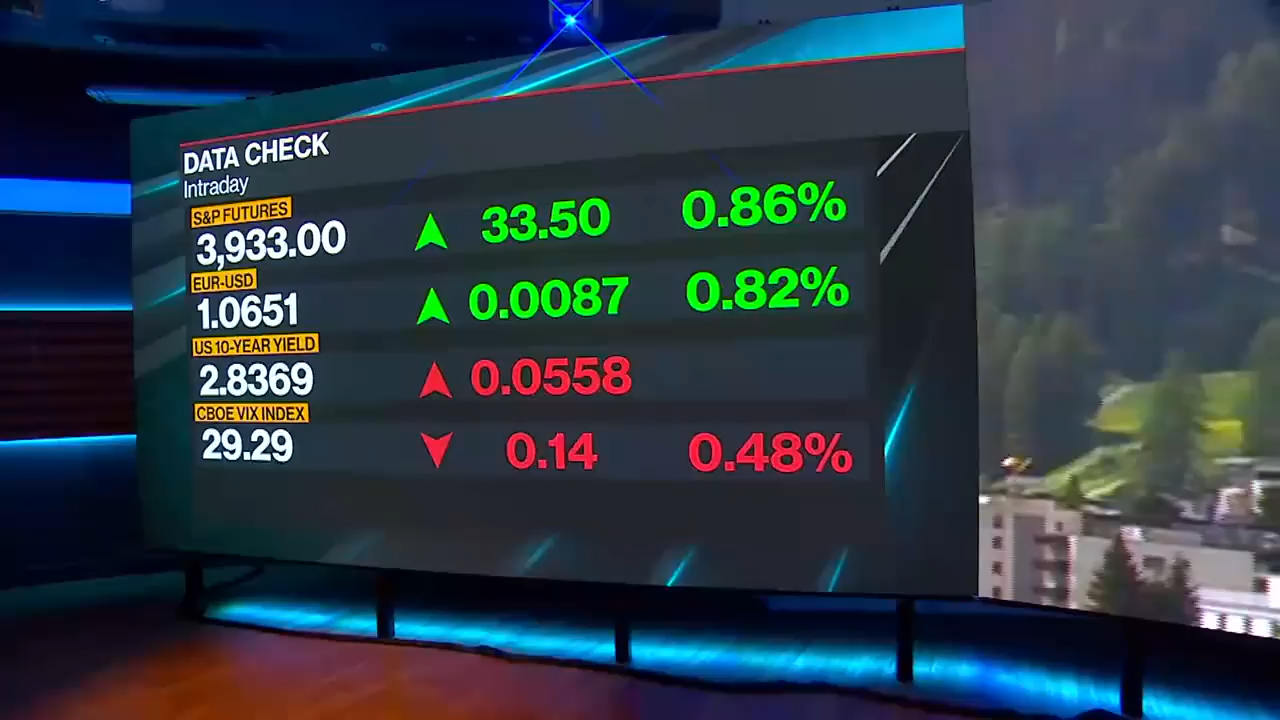 DATA CHECK
Intraday
S&P FUTURES
3,933.00 ▲ 33.50 0.86%
EUR-USD
1.0651 ▲ 0.0087 0.82%
US 10-YEAR YIELD
2.8369 ▲ 0.0558
CBOE VIX INDEX
29.29 ▼ 0.14 0.48%